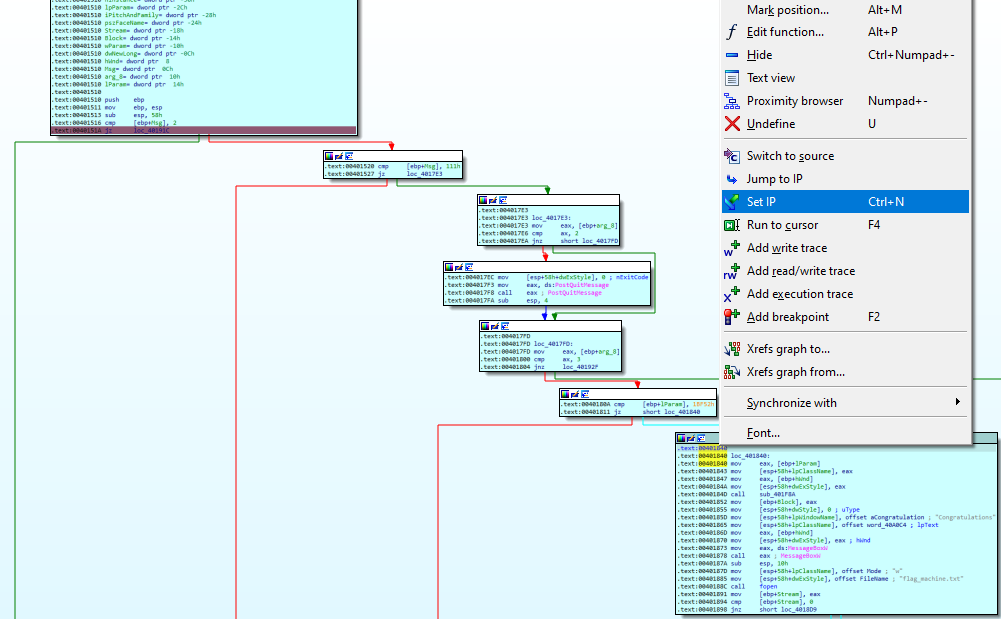 .text:00401510 lpParam= dword ptr -2Ch
.text:00401510 iPitchAndFamily= dword ptr -28h
.text:00401510 pszFaceName= dword ptr -24h
.text:00401510 Stream= dword ptr -18h
.text:00401510 Block= dword ptr -14h
.text:00401510 wParam= dword ptr -10h
.text:00401510 dwNewLong= dword ptr -0Ch
.text:00401510 hWnd= dword ptr  8
.text:00401510 Msg= dword ptr  0Ch
.text:00401510 arg_8= dword ptr  10h
.text:00401510 lParam= dword ptr  14h
.text:00401510
.text:00401510 push    ebp
.text:00401511 mov     ebp, esp
.text:00401513 sub     esp, 58h
.text:00401516 cmp     [ebp+Msg], 2
.text:0040151A jz      loc_40191C
.text:00401520 cmp     [ebp+Msg], 111h
.text:00401527 jz      loc_4017E3
.text:004017E3
.text:004017E3 loc_4017E3:
.text:004017E3 mov     eax, [ebp+arg_8]
.text:004017E6 cmp     ax, 2
.text:004017EA jnz     short loc_4017FD
.text:004017EC mov     [esp+58h+dwExStyle], 0 ; nExitCode
.text:004017F3 mov     eax, ds:PostQuitMessage
.text:004017F8 call    eax ; PostQuitMessage
.text:004017FA sub     esp, 4
.text:004017FD
.text:004017FD loc_4017FD:
.text:004017FD mov     eax, [ebp+arg_8]
.text:00401800 cmp     ax, 3
.text:00401804 jnz     loc_40192F
.text:0040180A cmp     [ebp+lParam], 1BF52h
.text:00401811 jz      short loc_401840
.text:00401840
.text:00401840 loc_401840:
.text:00401840 mov     eax, [ebp+lParam]
.text:00401843 mov     [esp+58h+lpClassName], eax
.text:00401847 mov     eax, [ebp+hWnd]
.text:0040184A mov     [esp+58h+dwExStyle], eax
.text:0040184D call    sub_401F8A
.text:00401852 mov     [ebp+Block], eax
.text:00401855 mov     [esp+58h+dwStyle], 0 ; uType
.text:0040185D mov     [esp+58h+lpWindowName], offset aCongratulation ; "Congratulations"
.text:00401865 mov     [esp+58h+lpClassName], offset word_40A0C4 ; lpText
.text:0040186D mov     eax, [ebp+hWnd]
.text:00401870 mov     [esp+58h+dwExStyle], eax ; hWnd
.text:00401873 mov     eax, ds:MessageBoxW
.text:00401878 call    eax ; MessageBoxW
.text:0040187A sub     esp, 10h
.text:0040187D mov     [esp+58h+lpClassName], offset Mode ; "w"
.text:00401885 mov     [esp+58h+dwExStyle], offset FileName ; "flag_machine.txt"
.text:0040188C call    fopen
.text:00401891 mov     [ebp+Stream], eax
.text:00401894 cmp     [ebp+Stream], 0
.text:00401898 jnz     short loc_4018D9
Mark position... Alt+M
Edit function... Alt+P
Hide Ctrl+Numpad+-
Text view
Proximity browser Numpad+-
Undefine U
Switch to source
Jump to IP
Set IP Ctrl+N
Run to cursor F4
Add write trace
Add read/write trace
Add execution trace
Add breakpoint F2
Xrefs graph to...
Xrefs graph from...
Synchronize with
Font...